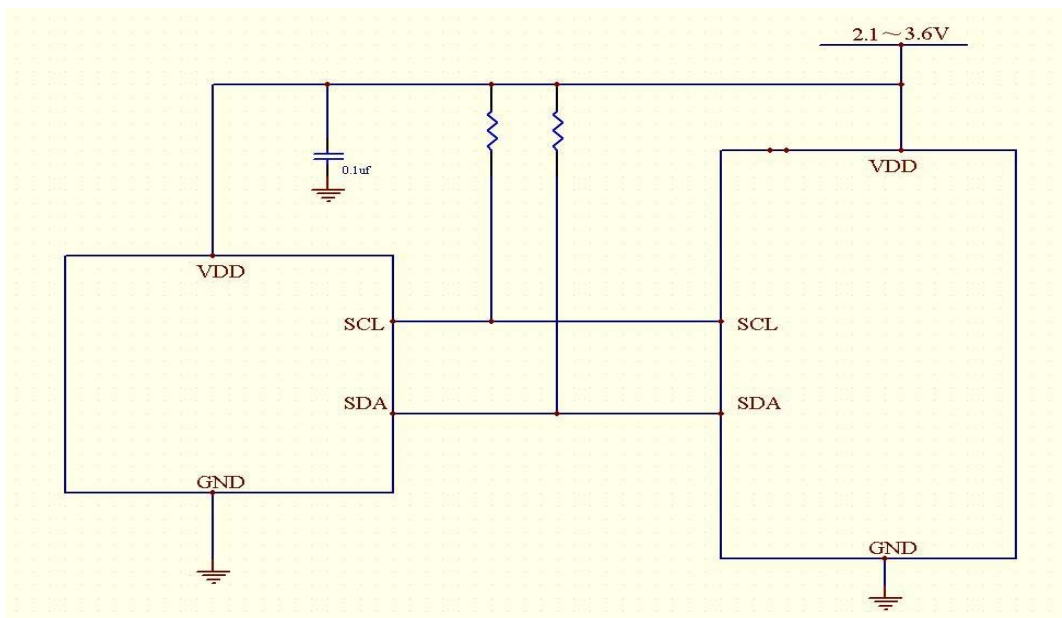 2.1～3.6V
0.1uf
VDD
VDD
SCL
SCL
SDA
SDA
GND
GND